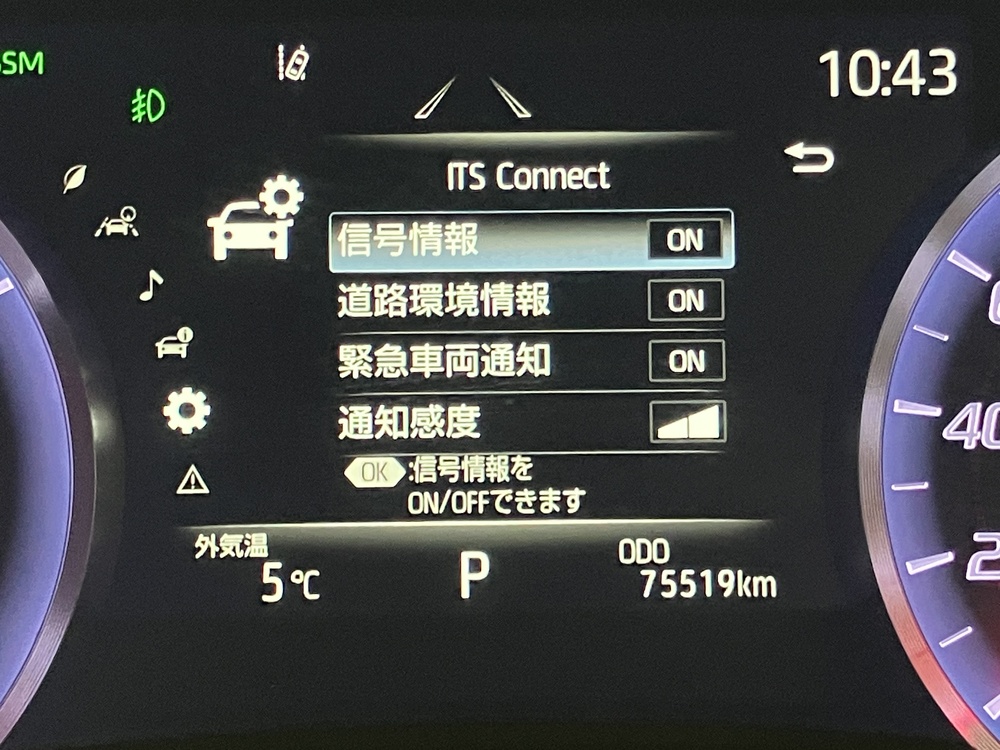 SM
10:43
ITS Connect
信号情報 ON
道路環境情報 ON
緊急車両通知 ON
通知感度
OK:信号情報を
ON/OFFできます
外気温
5℃
P
ODO
75519km
40
2